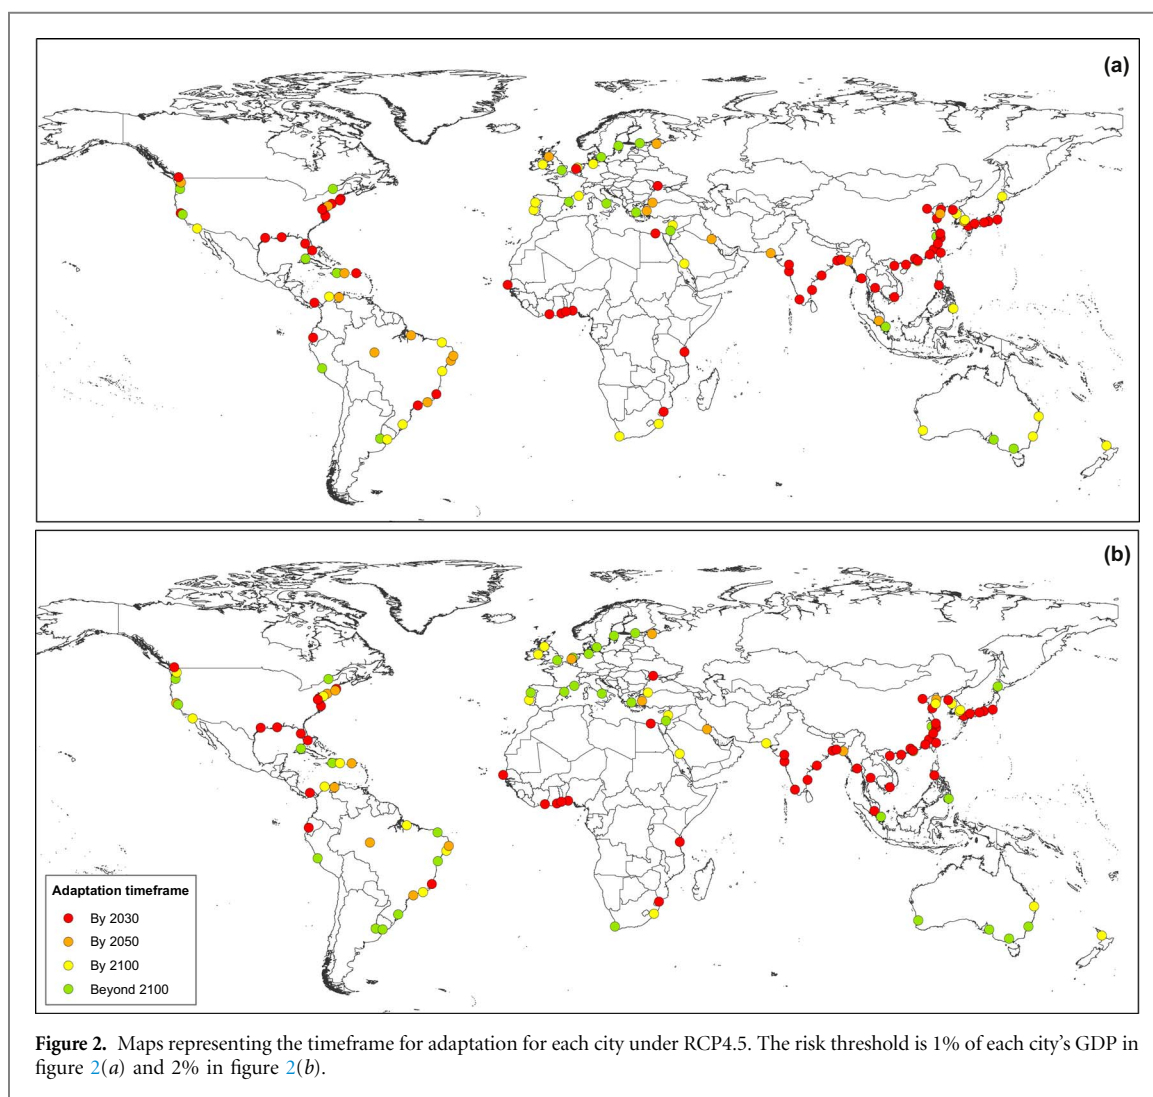 (a)
(b)
Adaptation timeframe
By 2030
By 2050
By 2100
Beyond 2100
Figure 2. Maps representing the timeframe for adaptation for each city under RCP4.5. The risk threshold is 1% of each city's GDP in
figure 2(a) and 2% in figure 2(b).